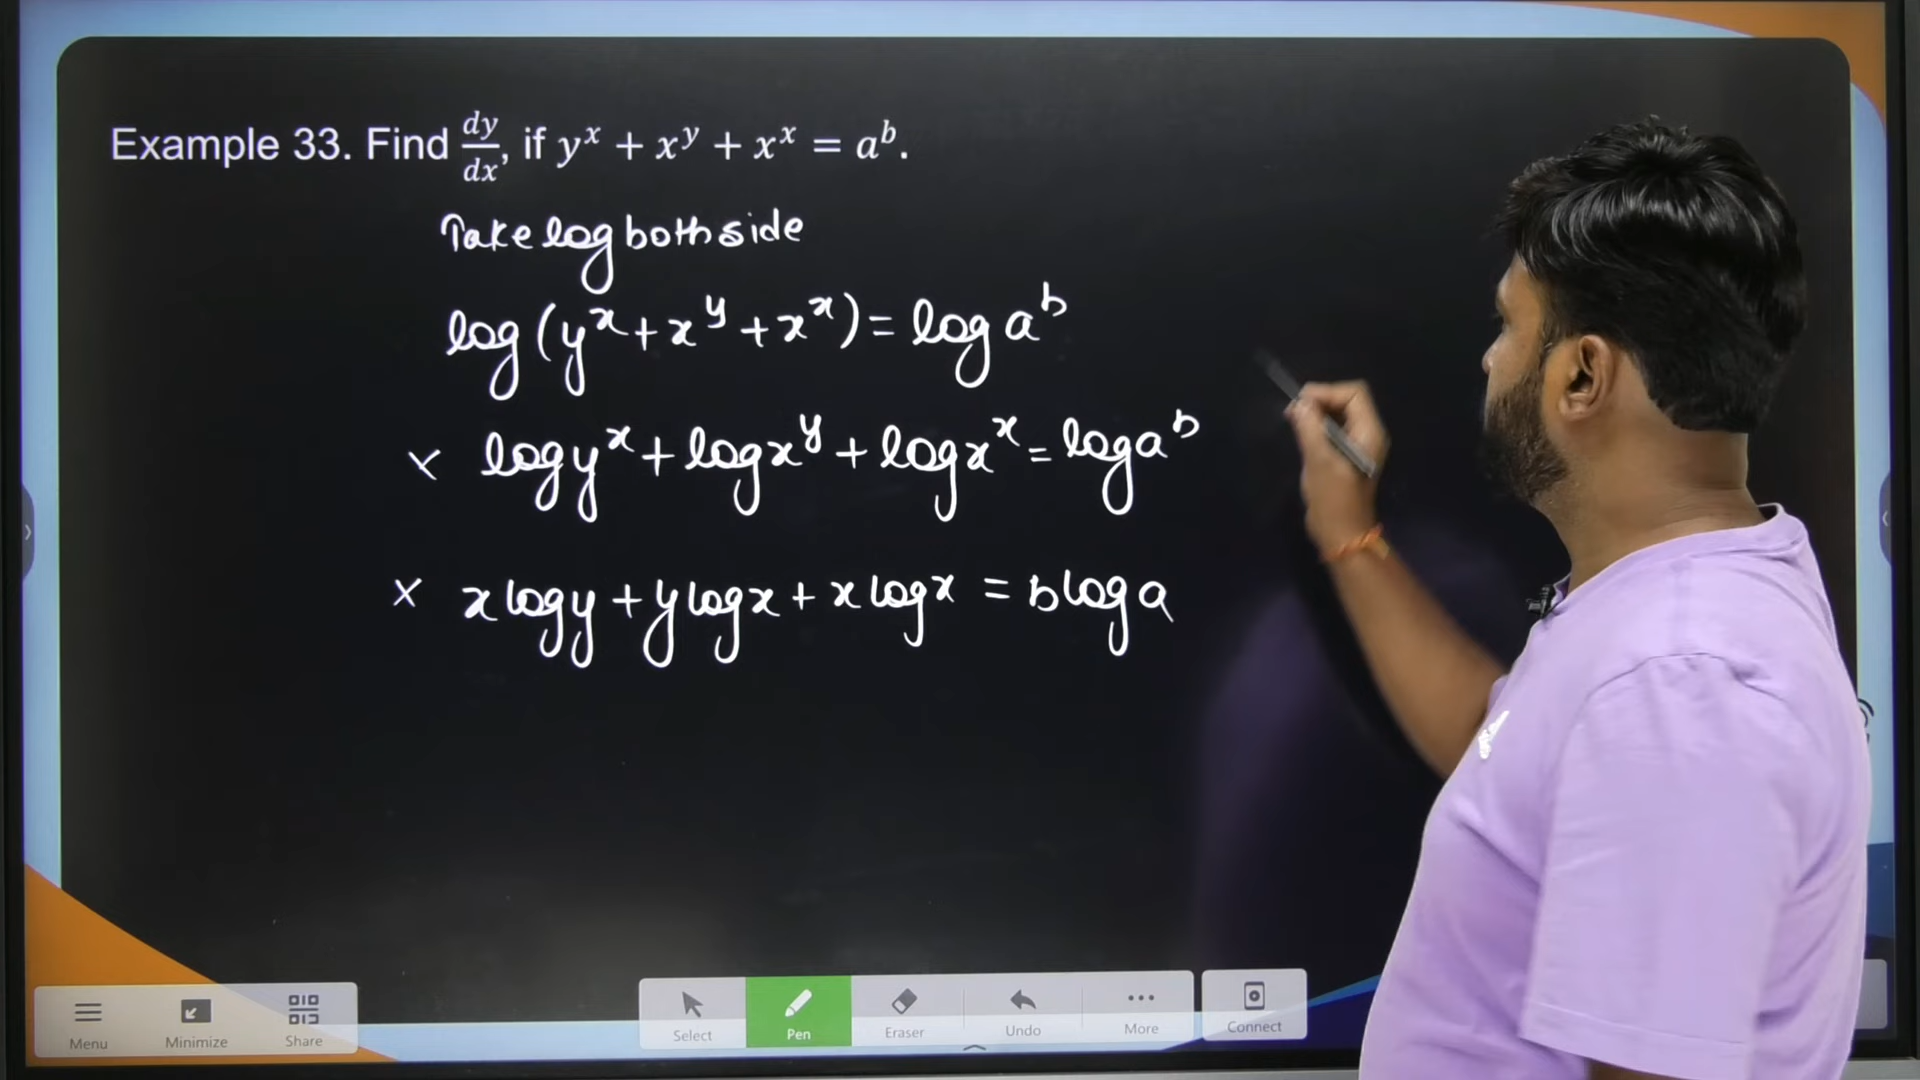 Example 33. Find dy/dx, if y^x + x^y + x^x = a^b.
Take log both side
log (y^x + x^y + x^x) = log a^b
× log y^x + log x^y + log x^x = log a^b
× x log y + y log x + x log x = b log a
Menu Minimize Share Select Pen Eraser Undo More Connect